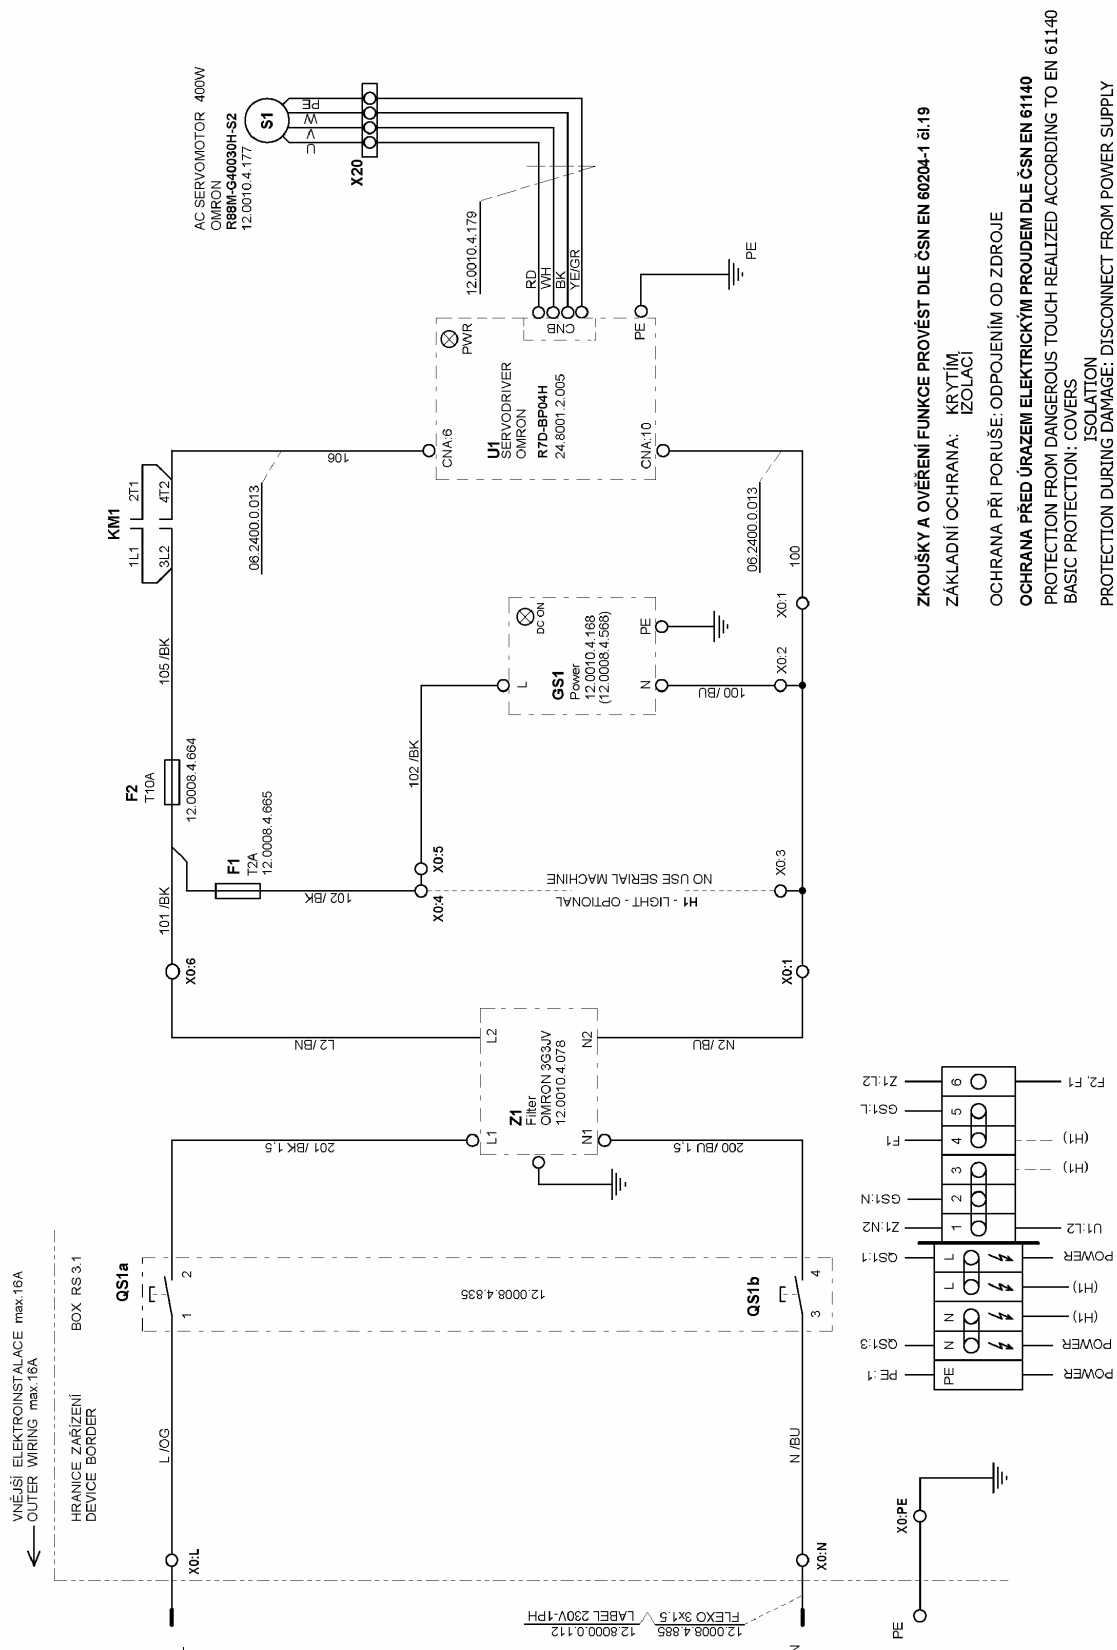 VNĚJŠÍ ELEKTROINSTALACE max.16A
OUTER WIRING max.16A
HRANICE ZAŘÍZENÍ
DEVICE BORDER
BOX RS 3.1
X0:L
L /OG
QS1a
1
2
12.0008.4.835
QS1b
3
4
X0:N
N /BU
N
12.8000.0.112
LABEL 230V-1PH
FLEXO 3x1.5
12.0008.4.885
201 /BK 1,5
200 /BU 1,5
L1
N1
Z1
Filter
OMRON 3G3JV
12.0010.4.078
L2
N2
L2 /BN
N2 /BU
X0:6
X0:1
101 /BK
F1
T2A
12.0008.4.665
102 /BK
X0:4
X0:5
H1 - LIGHT - OPTIONAL
NO USE SERIAL MACHINE
X0:3
F2
T10A
12.0008.4.664
102 /BK
105 /BK
L
GS1
Power
12.0010.4.168
(12.0008.4.568)
DC ON
N
PE
100 /BU
X0:2
X0:1
100
KM1
1L1
2T1
3L2
4T2
06.2400.0.013
106
06.2400.0.013
CNA:6
CNA:10
U1
SERVODRIVER
OMRON
R7D-BP04H
24.8001.2.005
PWR
CNB
PE
PE
RD
WH
BK
YE/GR
12.0010.4.179
X20
U
V
W
PE
S1
AC SERVOMOTOR 400W
OMRON
R88M-G40030H-S2
12.0010.4.177
PE
X0:PE
PE:1
QS1:3
QS1:1
Z1:N2
GS1:N
F1
GS1:L
Z1:L2
PE
N
N
L
L
1
2
3
4
5
6
POWER
POWER
(H1)
(H1)
POWER
U1:L2
(H1)
(H1)
F2, F1
ZKOUŠKY A OVĚŘENÍ FUNKCE PROVÉST DLE ČSN EN 60204-1 čl.19
ZÁKLADNÍ OCHRANA: KRYTÍM
IZOLACÍ
OCHRANA PŘI PORUŠE: ODPOJENÍM OD ZDROJE
OCHRANA PŘED ÚRAZEM ELEKTRICKÝM PROUDEM DLE ČSN EN 61140
PROTECTION FROM DANGEROUS TOUCH REALIZED ACCORDING TO EN 61140
BASIC PROTECTION: COVERS
ISOLATION
PROTECTION DURING DAMAGE: DISCONNECT FROM POWER SUPPLY